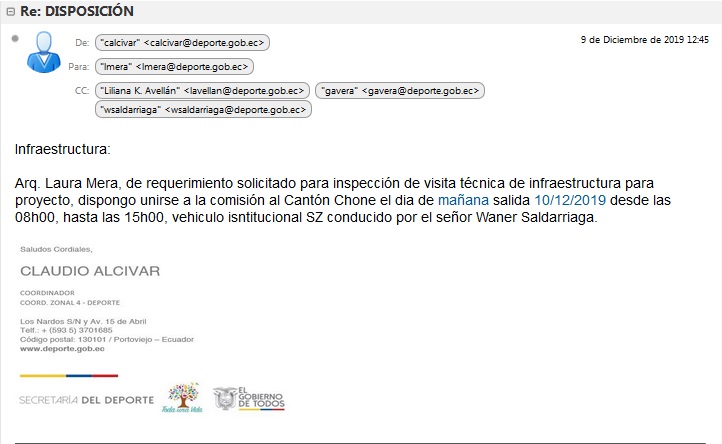 Re: DISPOSICIÓN
De: "calcivar" <calcivar@deporte.gob.ec>
9 de Diciembre de 2019 12:45
Para: "lmera" <lmera@deporte.gob.ec>
CC: "Liliana K. Avellán" <lavellan@deporte.gob.ec> "gavera" <gavera@deporte.gob.ec>
"wsaldarriaga" <wsaldarriaga@deporte.gob.ec>
Infraestructura:
Arq. Laura Mera, de requerimiento solicitado para inspección de visita técnica de infraestructura para
proyecto, dispongo unirse a la comisión al Cantón Chone el dia de mañana salida 10/12/2019 desde las
08h00, hasta las 15h00, vehiculo isntitucional SZ conducido por el señor Waner Saldarriaga.
Saludos Cordiales,
CLAUDIO ALCIVAR
COORDINADOR
COORD. ZONAL 4 - DEPORTE
Los Nardos S/N y Av. 15 de Abril
Telf.: + (593 5) 3701685
Código postal: 130101 / Portoviejo – Ecuador
www.deporte.gob.ec
SECRETARÍA DEL DEPORTE
Toda una Vida
EL
GOBIERNO
DE TODOS